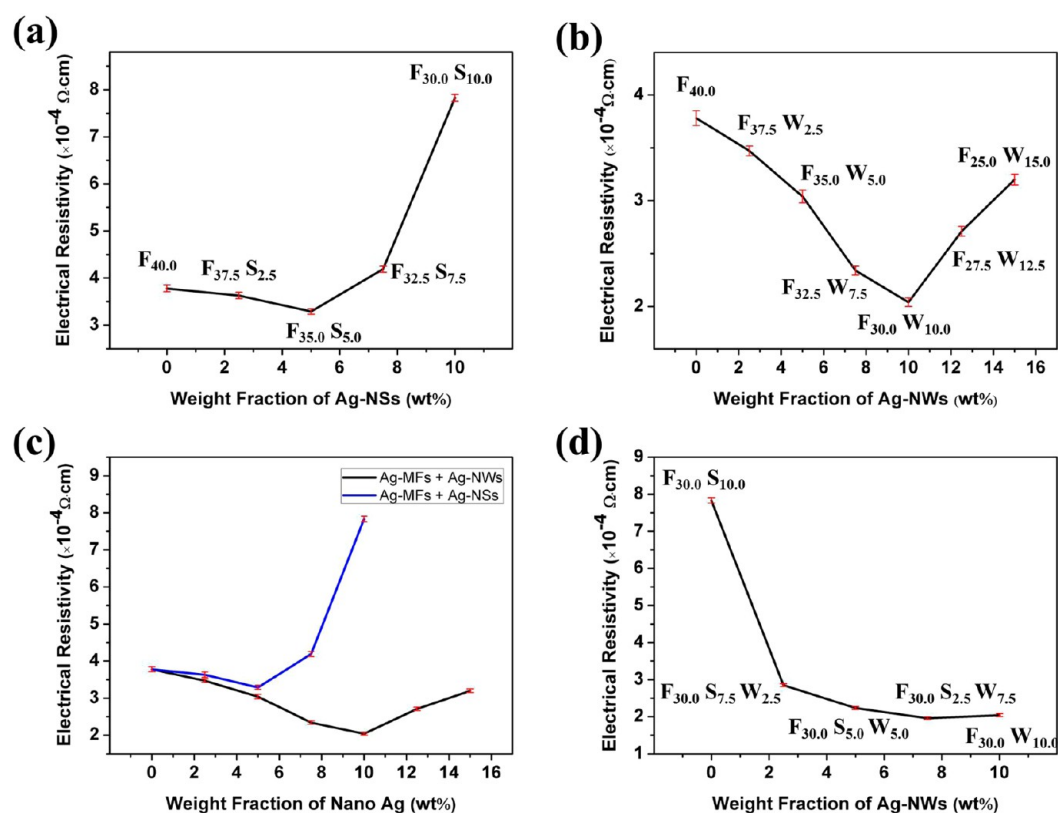 (a)
Electrical Resistivity (×10⁻⁴ Ω·cm)
8
7
6
5
4
3
F₄₀.₀
F₃₇.₅ S₂.₅
F₃₅.₀ S₅.₀
F₃₂.₅ S₇.₅
F₃₀.₀ S₁₀.₀
0 2 4 6 8 10
Weight Fraction of Ag-NSs (wt%)
(b)
Electrical Resistivity (×10⁻⁴Ω·cm)
4
3
2
F₄₀.₀
F₃₇.₅ W₂.₅
F₃₅.₀ W₅.₀
F₃₂.₅ W₇.₅
F₃₀.₀ W₁₀.₀
F₂₇.₅ W₁₂.₅
F₂₅.₀ W₁₅.₀
0 2 4 6 8 10 12 14 16
Weight Fraction of Ag-NWs (wt%)
(c)
Electrical Resistivity (×10⁻⁴Ω·cm)
9
8
7
6
5
4
3
2
Ag-MFs + Ag-NWs
Ag-MFs + Ag-NSs
0 2 4 6 8 10 12 14 16
Weight Fraction of Nano Ag (wt%)
(d)
Electrical Resistivity (×10⁻⁴ Ω·cm)
9
8
7
6
5
4
3
2
1
F₃₀.₀ S₁₀.₀
F₃₀.₀ S₇.₅ W₂.₅
F₃₀.₀ S₅.₀ W₅.₀
F₃₀.₀ S₂.₅ W₇.₅
F₃₀.₀ W₁₀.₀
0 2 4 6 8 10
Weight Fraction of Ag-NWs (wt%)